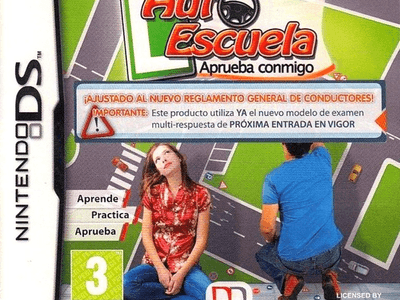 NINTENDO DS
Auto
Escuela
Aprueba conmigo
¡AJUSTADO AL NUEVO REGLAMENTO GENERAL DE CONDUCTORES!
IMPORTANTE: Este producto utiliza YA el nuevo modelo de examen
multi-respuesta de PRÓXIMA ENTRADA EN VIGOR
Aprende
Practica
Aprueba
3
LICENSED BY